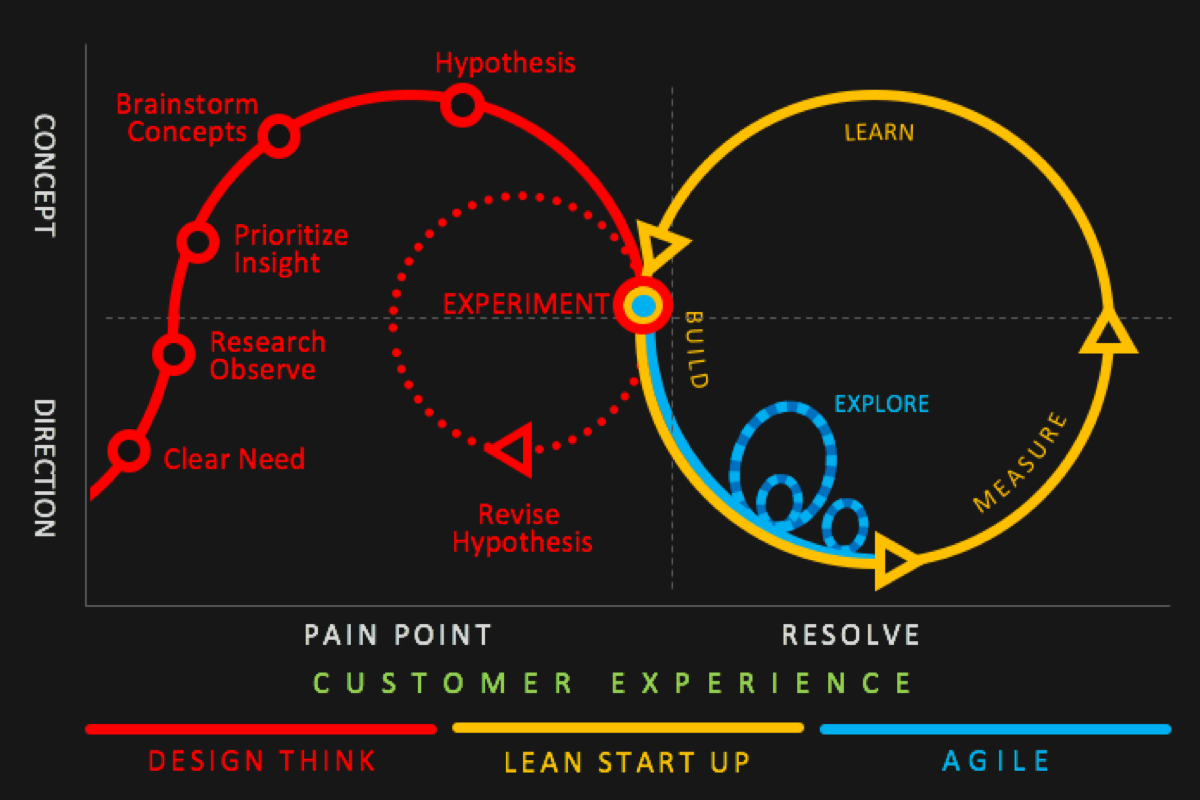 Hypothesis
Brainstorm
Concepts
LEARN
CONCEPT
Prioritize
Insight
EXPERIMENT
BUILD
Research
Observe
EXPLORE
DIRECTION
Clear Need
MEASURE
Revise
Hypothesis
PAIN POINT
RESOLVE
CUSTOMER EXPERIENCE
DESIGN THINK
LEAN START UP
AGILE